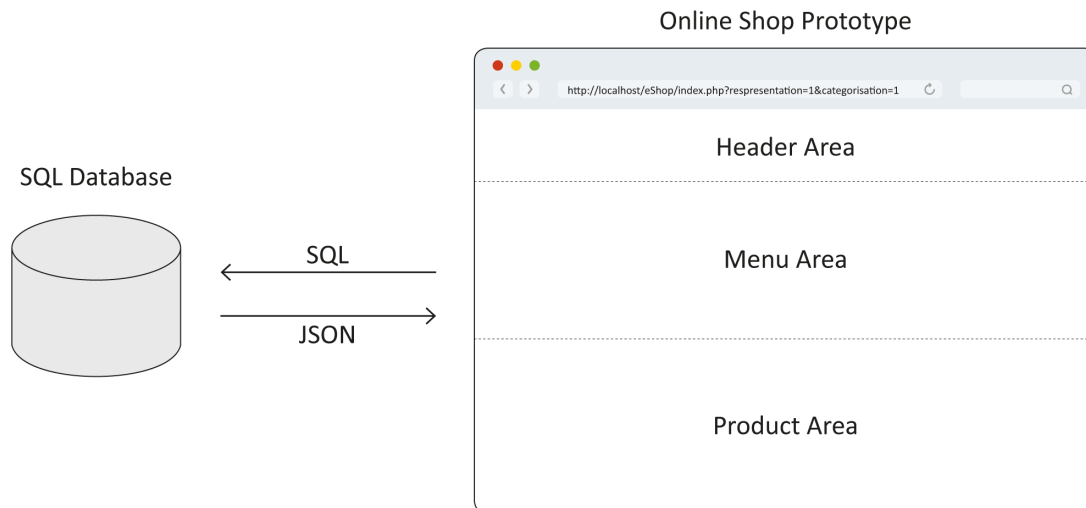 Online Shop Prototype
http://localhost/eShop/index.php?respresentation=1&categorisation=1
Header Area
SQL Database
SQL
Menu Area
JSON
Product Area